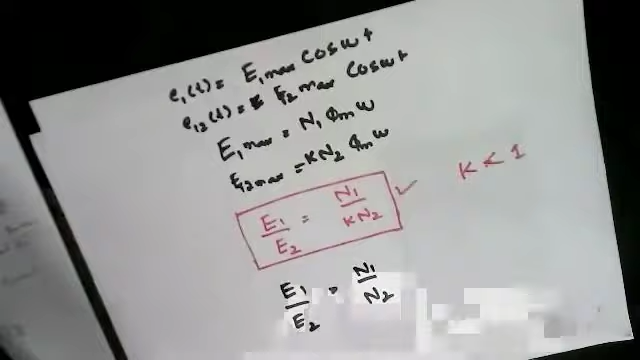 e₁(t) = E₁max Cosωt
e₁₂(t) = E₂max Cosωt
E₁max = N₁ Φm ω
E₂max = KN₂ Φm ω
E₁/E₂ = N₁/KN₂ ✓ K < 1
E₁/E₂ = N₁/N₂